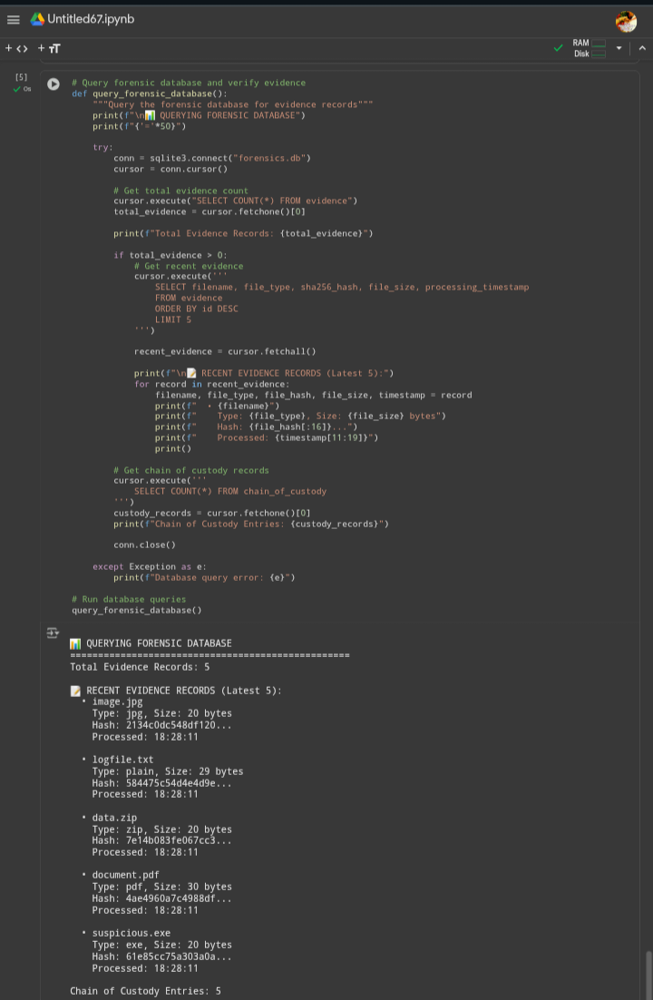 Untitled67.ipynb
+ <> + TT
RAM
Disk
[5]
0s
# Query forensic database and verify evidence
def query_forensic_database():
    """Query the forensic database for evidence records"""
    print(f"\n📊 QUERYING FORENSIC DATABASE")
    print(f"{'='*50}")
    try:
        conn = sqlite3.connect("forensics.db")
        cursor = conn.cursor()
        # Get total evidence count
        cursor.execute("SELECT COUNT(*) FROM evidence")
        total_evidence = cursor.fetchone()[0]
        print(f"Total Evidence Records: {total_evidence}")
        if total_evidence > 0:
            # Get recent evidence
            cursor.execute('''
                SELECT filename, file_type, sha256_hash, file_size, processing_timestamp
                FROM evidence
                ORDER BY id DESC
                LIMIT 5
            ''')
            recent_evidence = cursor.fetchall()
            print(f"\n📝 RECENT EVIDENCE RECORDS (Latest 5):")
            for record in recent_evidence:
                filename, file_type, file_hash, file_size, timestamp = record
                print(f"  • {filename}")
                print(f"    Type: {file_type}, Size: {file_size} bytes")
                print(f"    Hash: {file_hash[:16]}...")
                print(f"    Processed: {timestamp[11:19]}")
                print()
        # Get chain of custody records
        cursor.execute('''
            SELECT COUNT(*) FROM chain_of_custody
        ''')
        custody_records = cursor.fetchone()[0]
        print(f"Chain of Custody Entries: {custody_records}")
        conn.close()
    except Exception as e:
        print(f"Database query error: {e}")
# Run database queries
query_forensic_database()
📊 QUERYING FORENSIC DATABASE
==================================================
Total Evidence Records: 5
📝 RECENT EVIDENCE RECORDS (Latest 5):
  • image.jpg
    Type: jpg, Size: 20 bytes
    Hash: 2134c0dc548df120...
    Processed: 18:28:11
  • logfile.txt
    Type: plain, Size: 29 bytes
    Hash: 584475c54d4e4d9e...
    Processed: 18:28:11
  • data.zip
    Type: zip, Size: 20 bytes
    Hash: 7e14b083fe067cc3...
    Processed: 18:28:11
  • document.pdf
    Type: pdf, Size: 30 bytes
    Hash: 4ae4960a7c4988df...
    Processed: 18:28:11
  • suspicious.exe
    Type: exe, Size: 20 bytes
    Hash: 61e85cc75a303a0a...
    Processed: 18:28:11
Chain of Custody Entries: 5